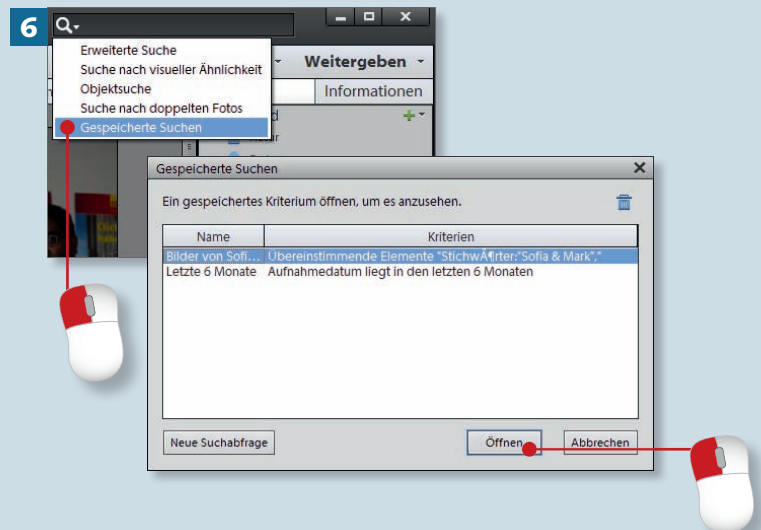 6
Erweiterte Suche
Suche nach visueller Ähnlichkeit
Objektsuche
Suche nach doppelten Fotos
Gespeicherte Suchen
Weitergeben
Informationen
Gespeicherte Suchen
Ein gespeichertes Kriterium öffnen, um es anzusehen.
Name Kriterien
Bilder von Sofi... Übereinstimmende Elemente "StichwÃ¶rter:"Sofia & Mark","
Letzte 6 Monate Aufnahmedatum liegt in den letzten 6 Monaten
Neue Suchabfrage Öffnen Abbrechen